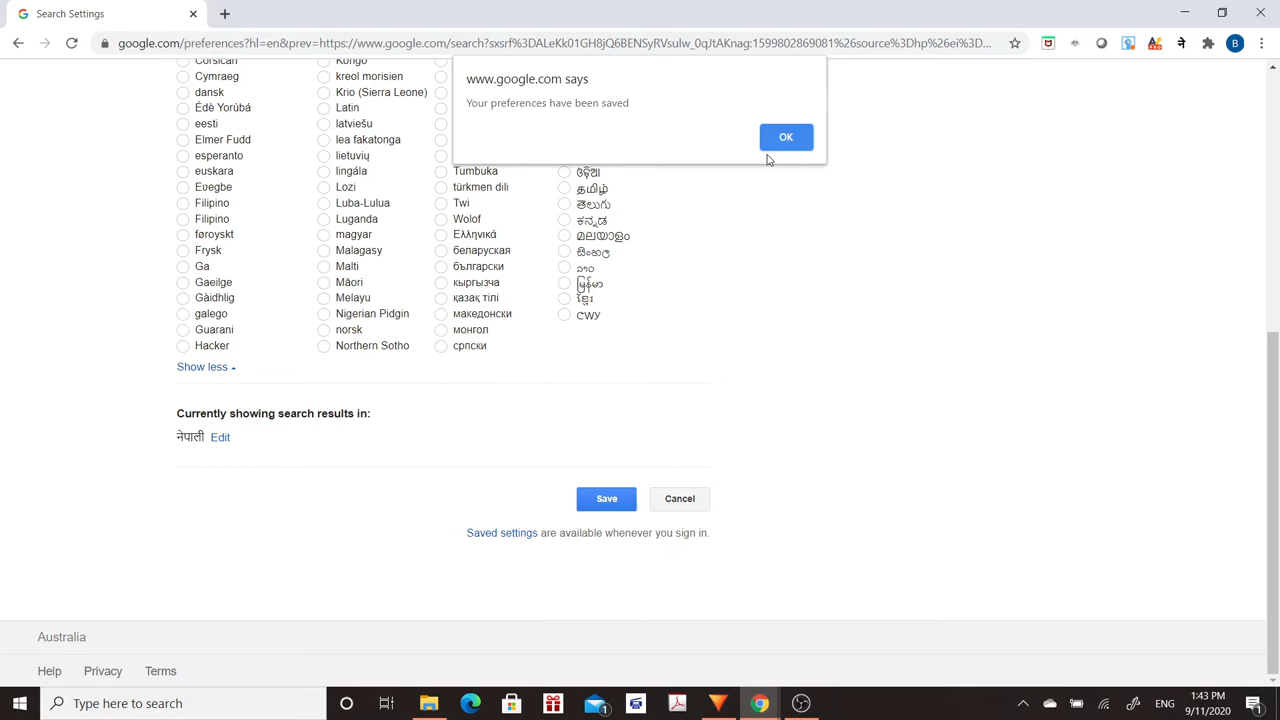 Search Settings
google.com/preferences?hl=en&prev=http://www.google.com/search?sxsrf%3DALeKk01GH8jQ6BENSyRVsulw_0qJtAKnag:1599802869081%26source%3Dhp%26ei%3D...
www.google.com says
Your preferences have been saved
OK
Corsican Kongo
Cymraeg kreol morisien
dansk Krio (Sierra Leone)
Èdè Yorùbá Latin
eesti latviešu
Elmer Fudd lea fakatonga
esperanto lietuvių
euskara lingála Tumbuka ଓଡ଼ିଆ
Eʋegbe Lozi türkmen dili தமிழ்
Filipino Luba-Lulua Twi తెలుగు
Filipino Luganda Wolof ಕನ್ನಡ
føroyskt magyar Ελληνικά മലയാളം
Frysk Malagasy беларуская සිංහල
Ga Malti български ລາວ
Gaeilge Māori кыргызча မြန်မာ
Gàidhlig Melayu қазақ тілі ខ្មែរ
galego Nigerian Pidgin македонски ᏣᎳᎩ
Guarani norsk монгол
Hacker Northern Sotho српски
Show less
Currently showing search results in:
नेपाली Edit
Save Cancel
Saved settings are available whenever you sign in.
Australia
Help Privacy Terms
Type here to search
1
ENG
1:43 PM
9/11/2020
1